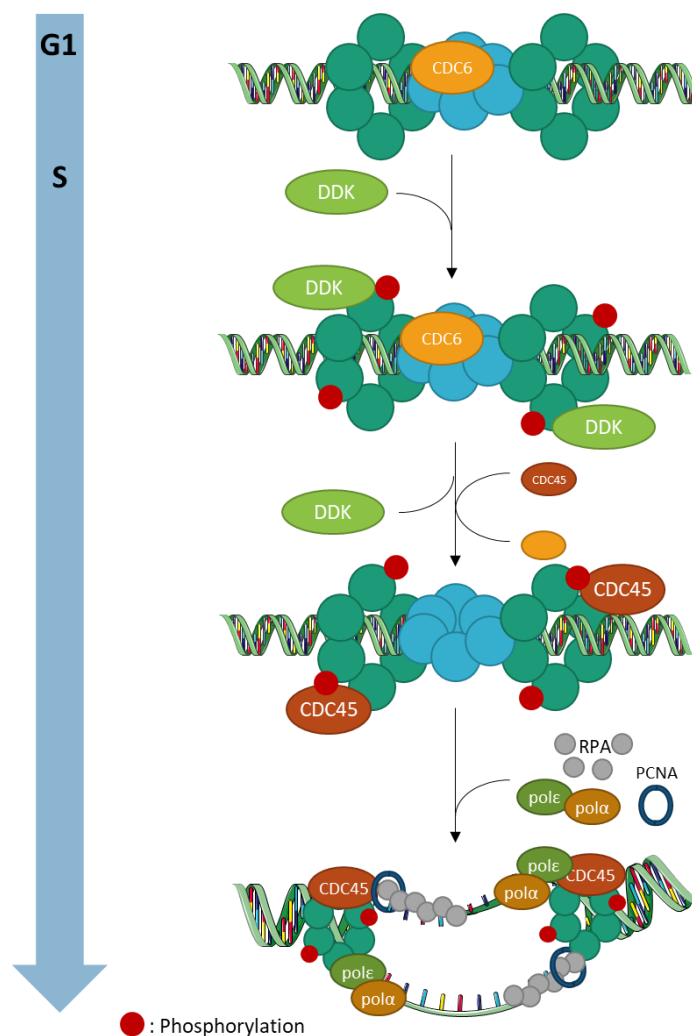 G1
CDC6
S
DDK
DDK
CDC6
DDK
CDC45
DDK
CDC45
CDC45
RPA
PCNA
polε
polα
polε
CDC45
CDC45
polα
polε
polα
: Phosphorylation